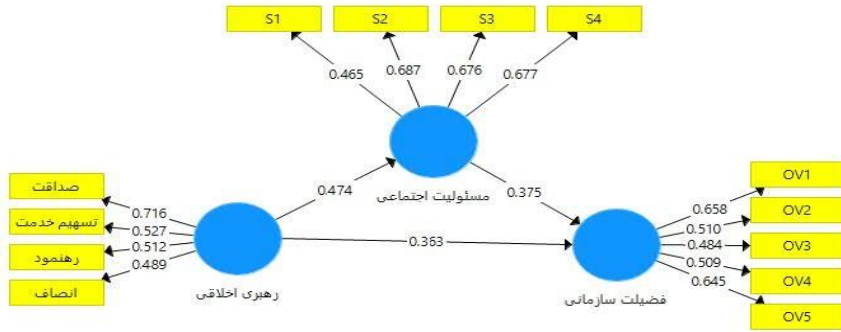 S1 S2 S3 S4
0.465 0.687 0.676 0.677
مسئولیت اجتماعی
0.474 0.375
صداقت
تسهیم خدمت
رهنمود
انصاف
0.716
0.527
0.512
0.489
رهبری اخلاقی
0.363
فضیلت سازمانی
0.658
0.510
0.484
0.509
0.645
OV1
OV2
OV3
OV4
OV5